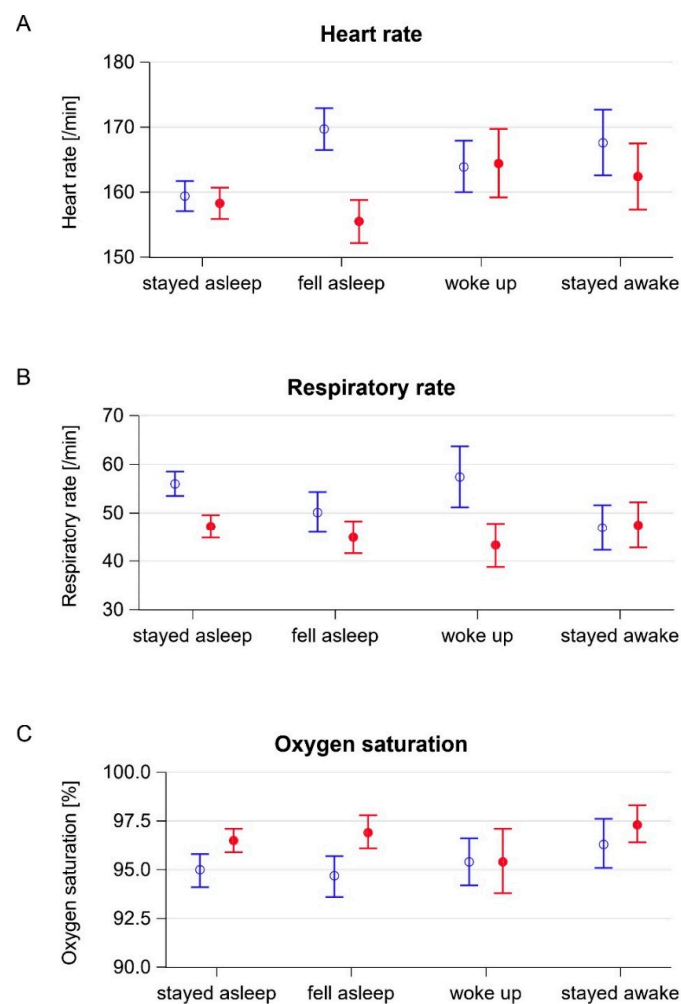 A
Heart rate
Heart rate [/min]
180
170
160
150
stayed asleep fell asleep woke up stayed awake
B
Respiratory rate
Respiratory rate [/min]
70
60
50
40
30
stayed asleep fell asleep woke up stayed awake
C
Oxygen saturation
Oxygen saturation [%]
100.0
97.5
95.0
92.5
90.0
stayed asleep fell asleep woke up stayed awake